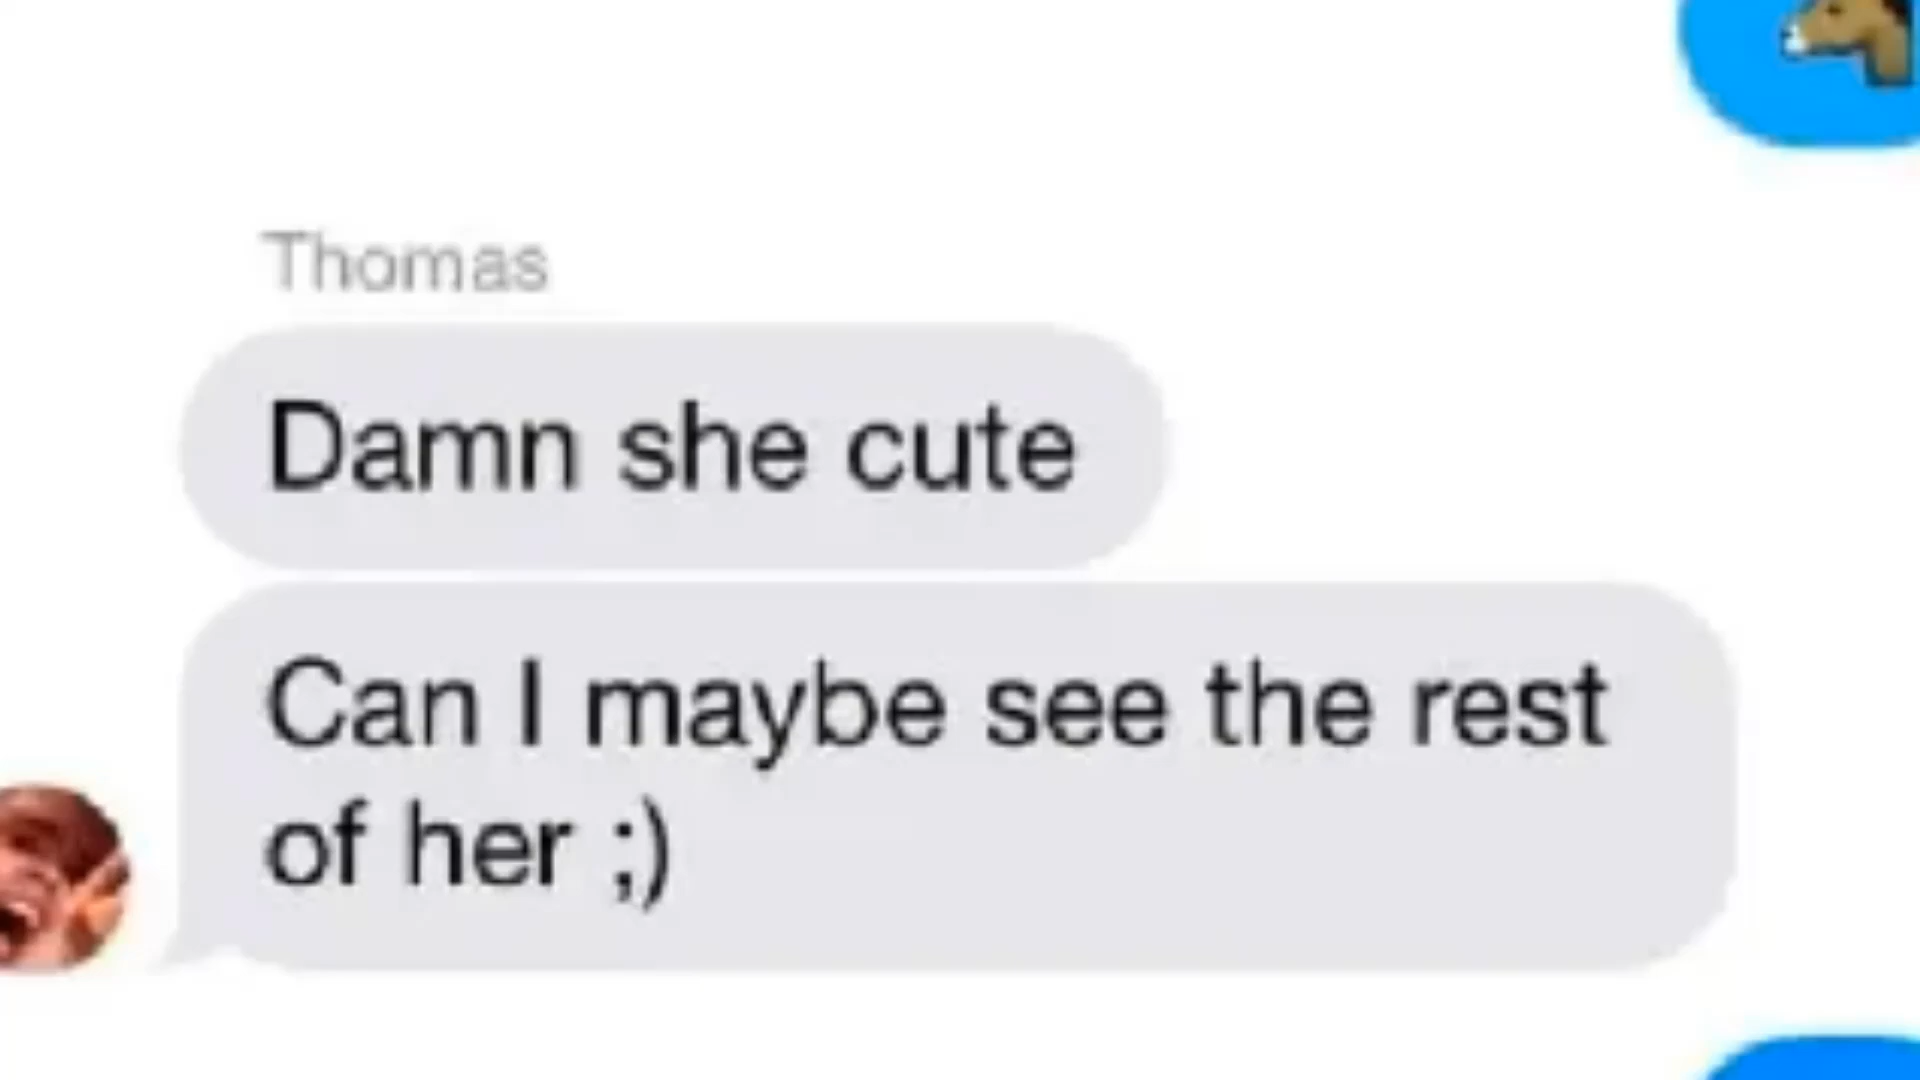 Thomas
Damn she cute
Can I maybe see the rest
of her ;)